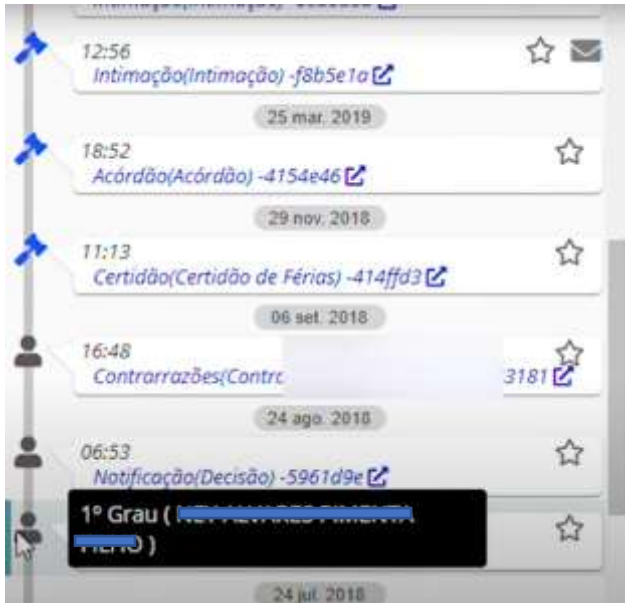 12:56
Intimação(Intimação) -f8b5e1a
25 mar. 2019
18:52
Acórdão(Acórdão) -4154e46
29 nov. 2018
11:13
Certidão(Certidão de Férias) -414ffd3
06 set. 2018
16:48
Contrarrazões(Contra 3181
24 ago. 2018
06:53
Notificação(Decisão) -5961d9e
1º Grau (
)
24 jul. 2018